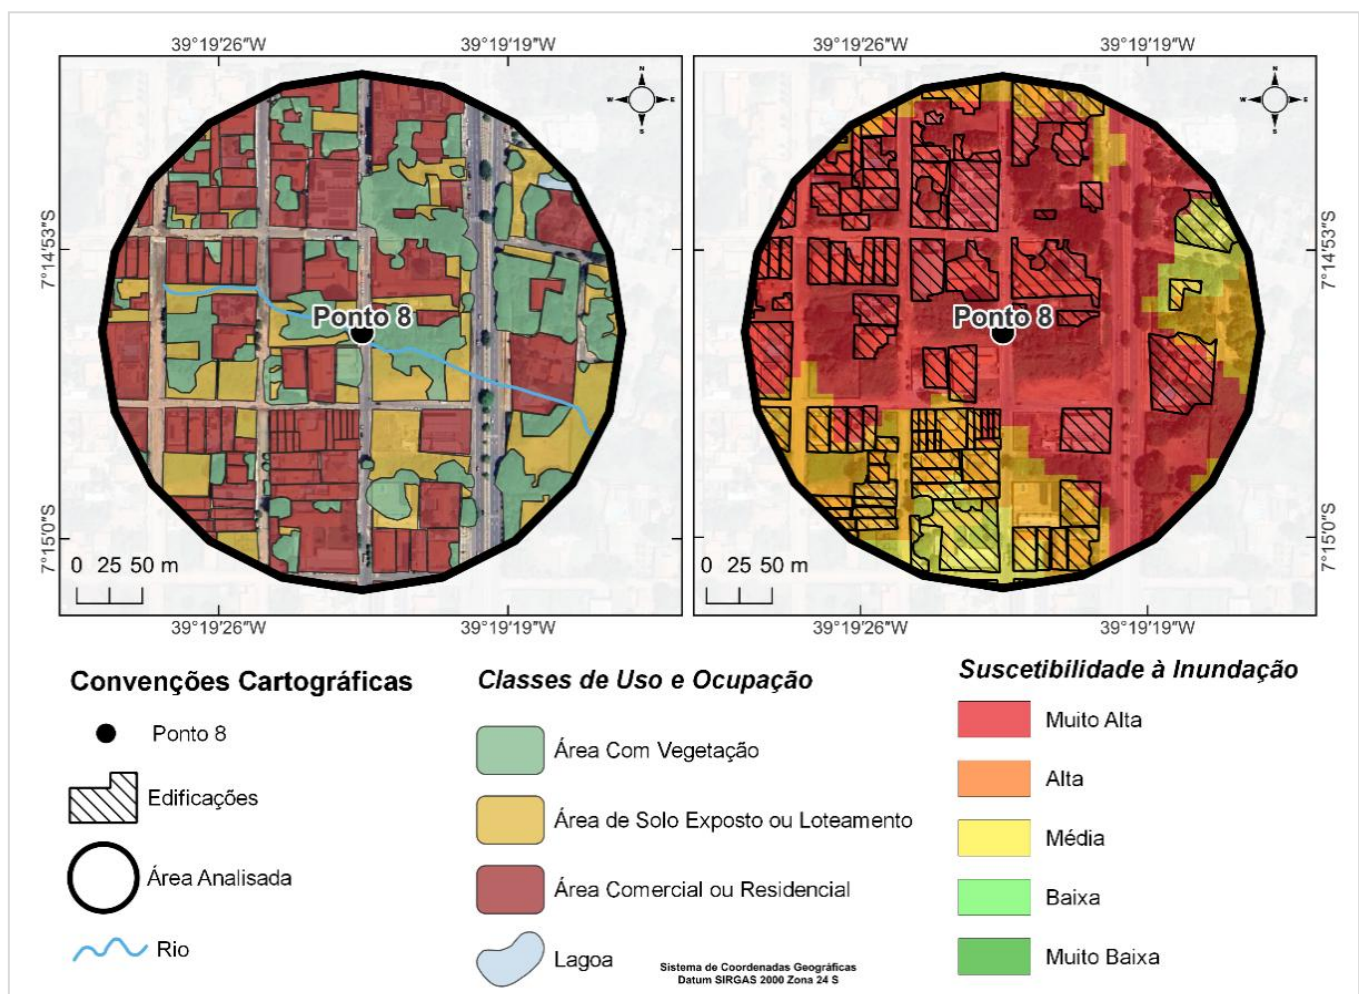 39°19'26"W 39°19'19"W 39°19'26"W 39°19'19"W
N N
W E W E
S S
7°14'53"S 7°14'53"S
Ponto 8 Ponto 8
7°15'0"S 7°15'0"S
0 25 50 m 0 25 50 m
39°19'26"W 39°19'19"W 39°19'26"W 39°19'19"W
Convenções Cartográficas
Ponto 8
Edificações
Área Analisada
Rio
Classes de Uso e Ocupação
Área Com Vegetação
Área de Solo Exposto ou Loteamento
Área Comercial ou Residencial
Lagoa
Suscetibilidade à Inundação
Muito Alta
Alta
Média
Baixa
Muito Baixa
Sistema de Coordenadas Geográficas
Datum SIRGAS 2000 Zona 24 S